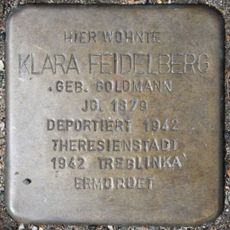 HIER WOHNTE
KLARA FEIDELBERG
GEB. GOLDMANN
JG. 1879
DEPORTIERT 1942
THERESIENSTADT
1942 TREBLINKA
ERMORDET